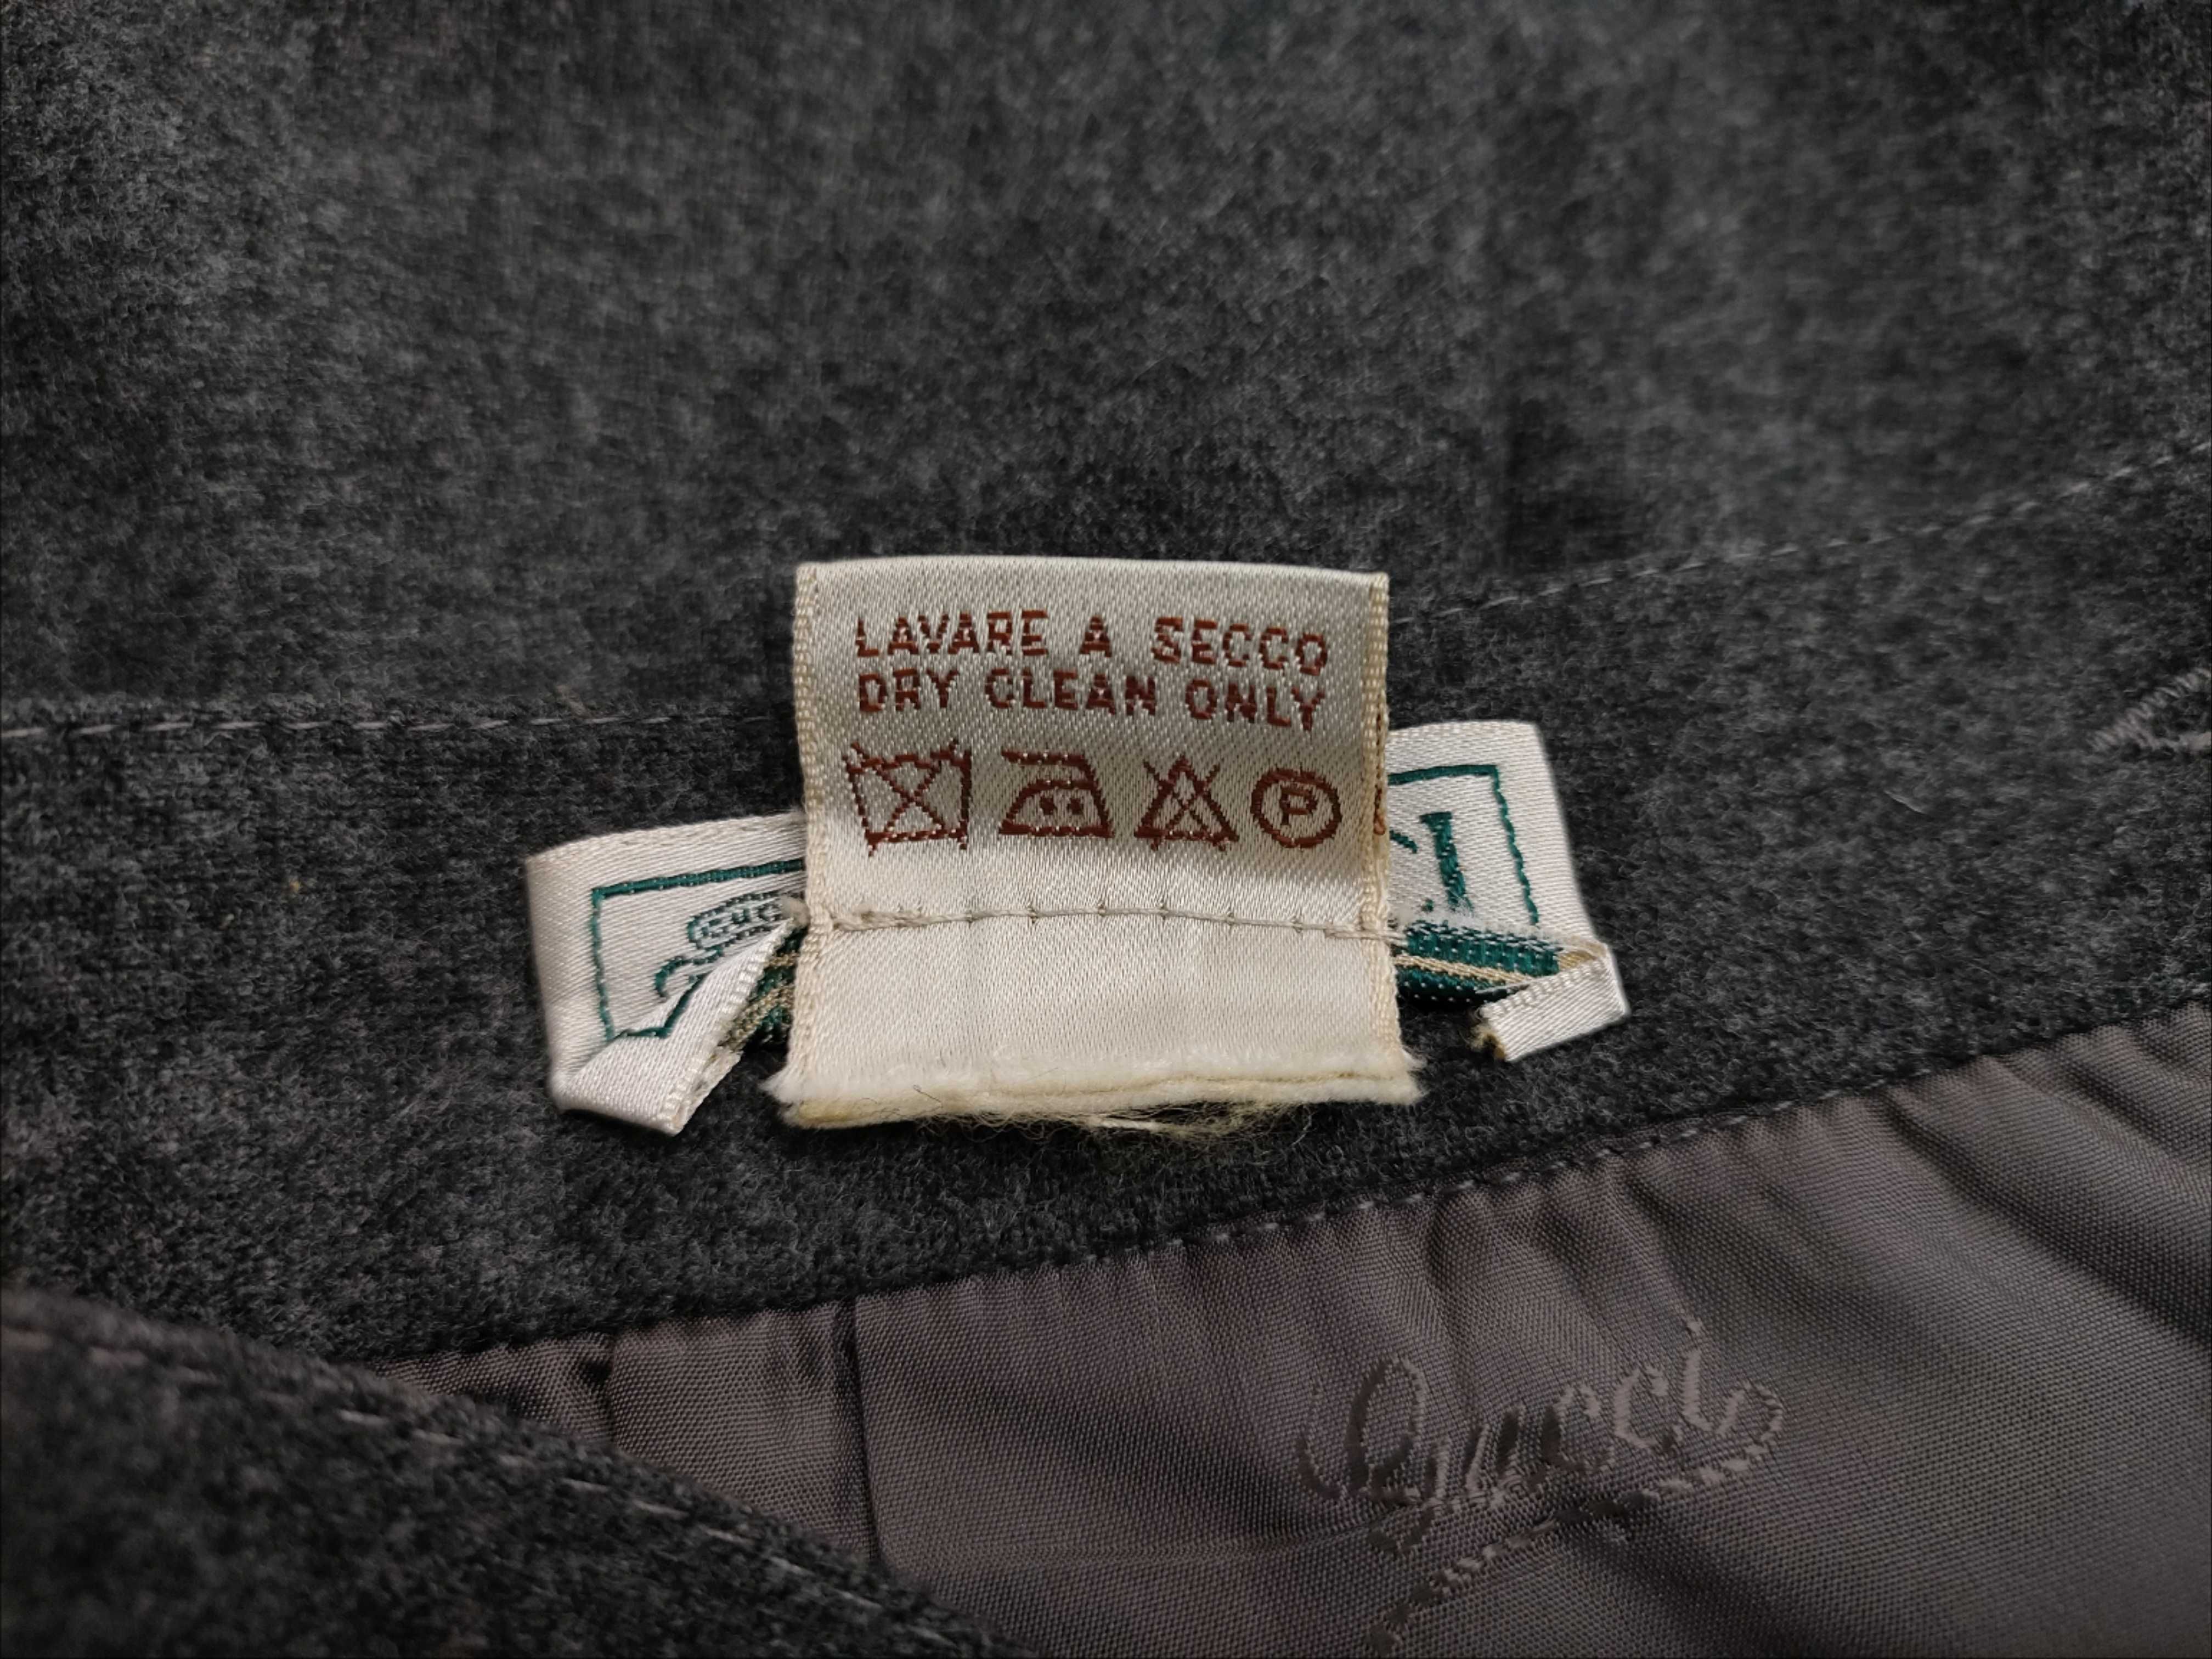 LAVARE A SECCO
DRY CLEAN ONLY
P
Gucci